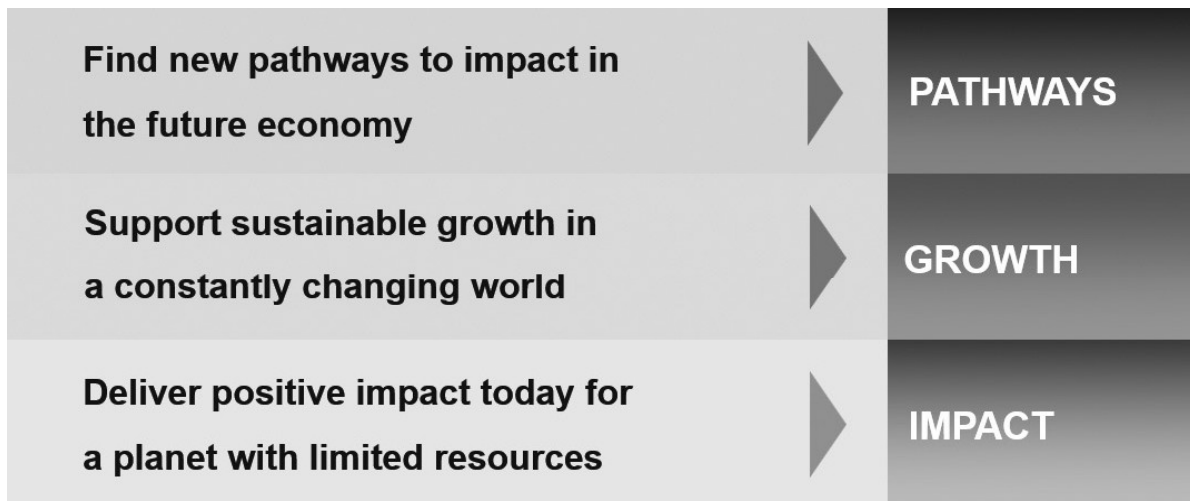 Find new pathways to impact in
the future economy
PATHWAYS
Support sustainable growth in
a constantly changing world
GROWTH
Deliver positive impact today for
a planet with limited resources
IMPACT